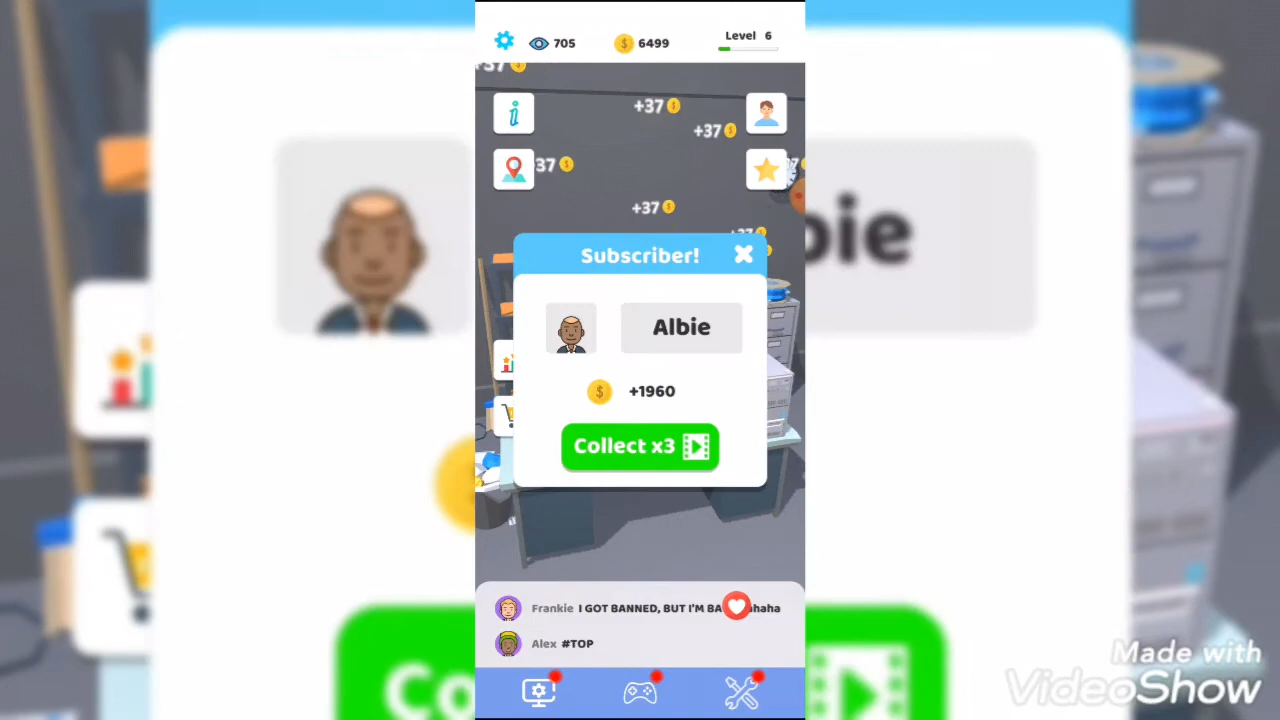 705
6499
Level 6
+37
+37
+37
37
+37
Subscriber!
Albie
+1960
Collect x3
Frankie I GOT BANNED, BUT I'M BA
haha
Alex #TOP
Made with
VideoShow